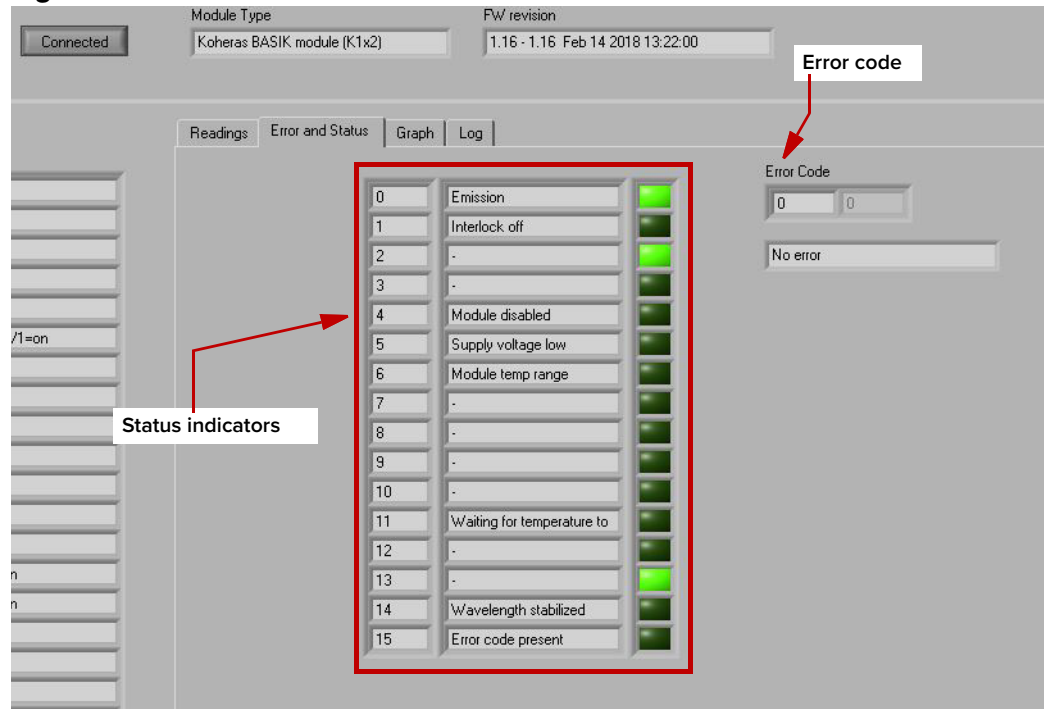 Module Type
FW revision
Connected
Koheras BASIK module (K1x2)
1.16 - 1.16 Feb 14 2018 13:22:00
Error code
Readings
Error and Status
Graph
Log
Error Code
0 0
No error
0 Emission
1 Interlock off
2 -
3 -
4 Module disabled
/1=on
5 Supply voltage low
6 Module temp range
7 -
Status indicators
8 -
9 -
10 -
11 Waiting for temperature to
12 -
13 -
n
14 Wavelength stabilized
n
15 Error code present